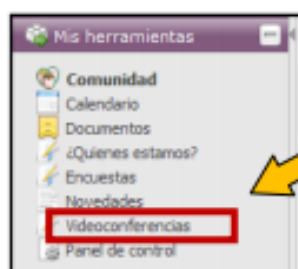 Mis herramientas
Comunidad
Calendario
Documentos
¿Quienes estamos?
Encuestas
Novedades
Videoconferencias
Panel de control